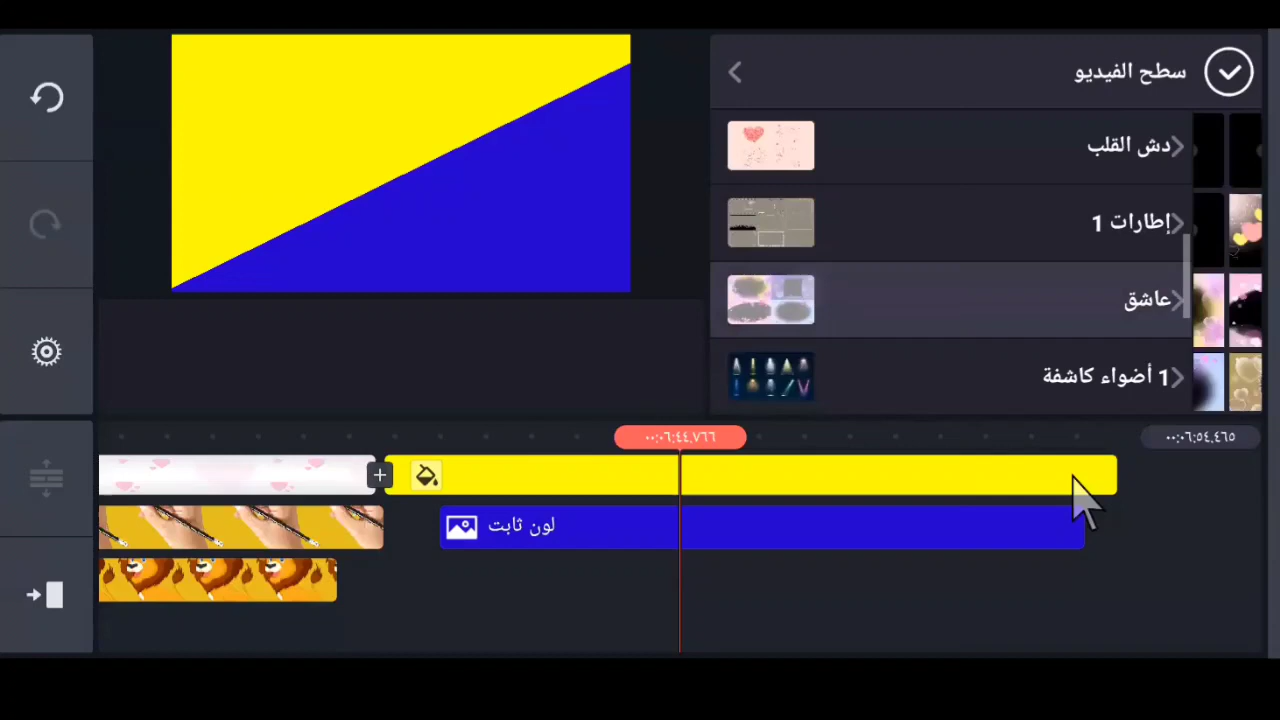 سطح الفيديو
دش القلب
إطارات 1
عاشق
1 أضواء كاشفة
٠٠:٠٦:٤٤.٧٦٦
٠٠:٠٦:٥٤.٤٦٥
لون ثابت